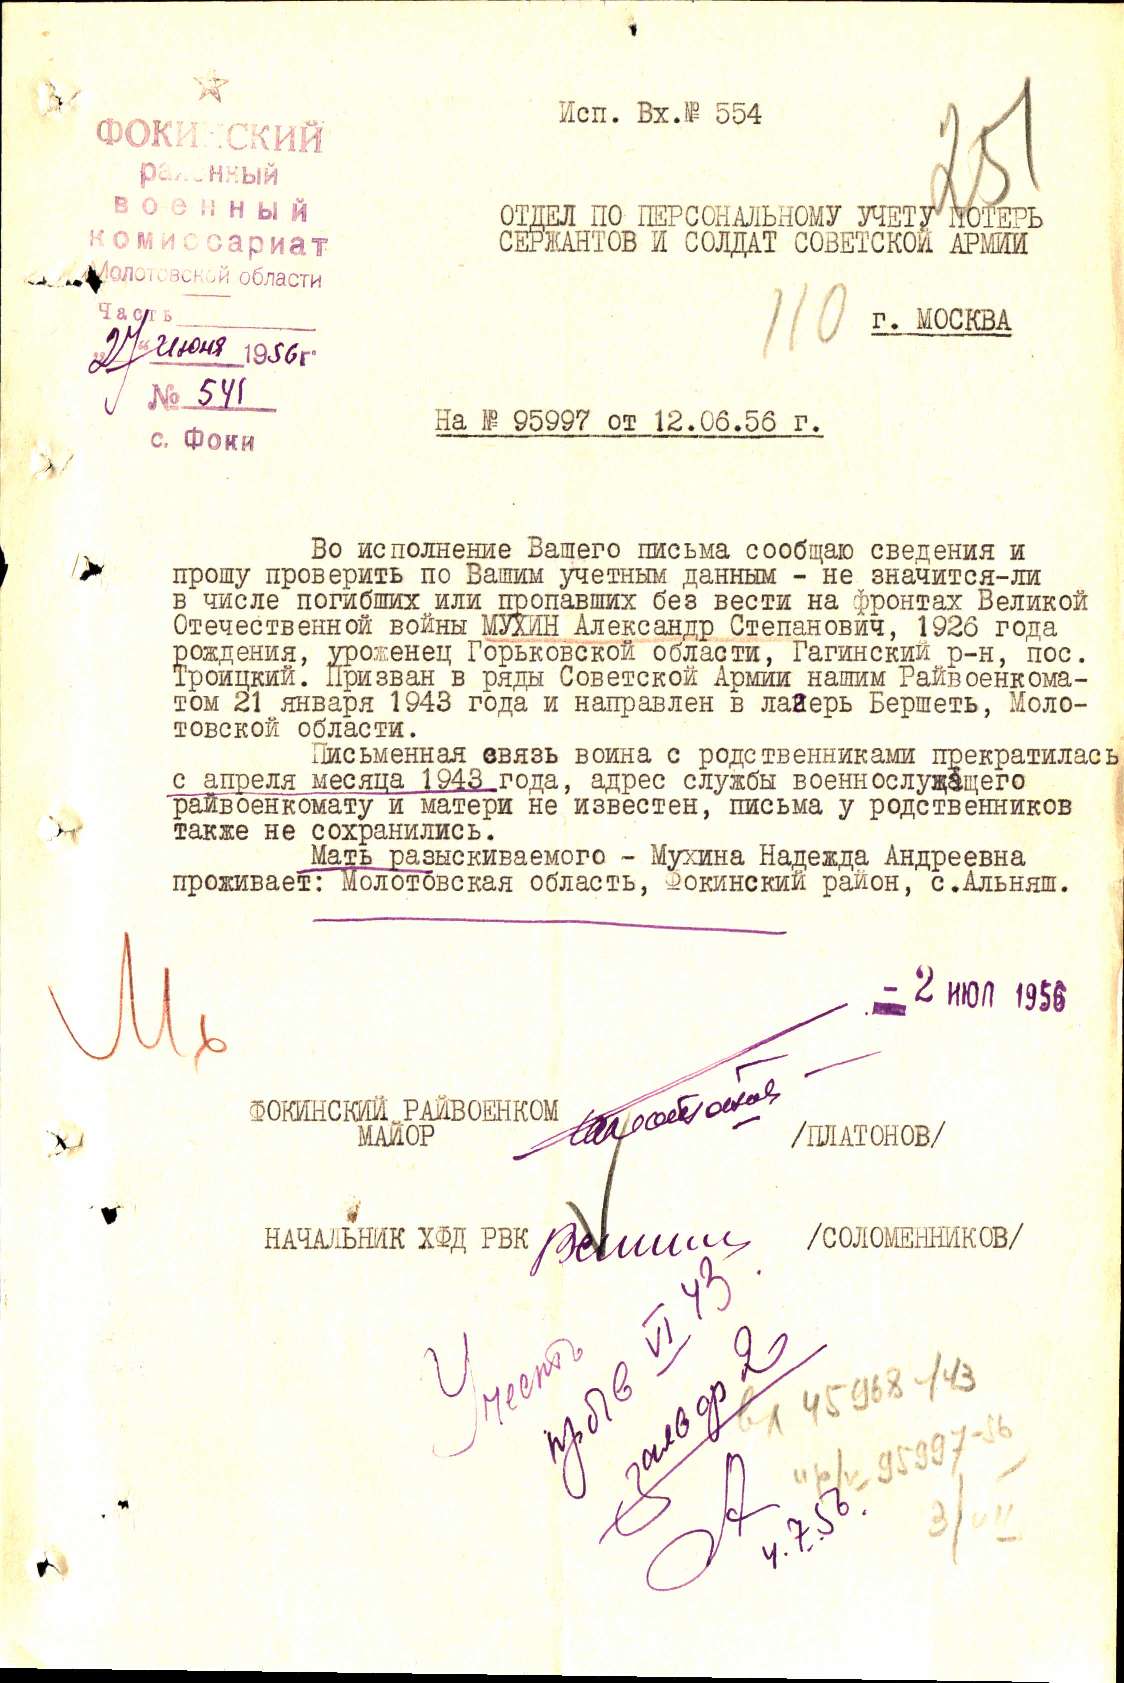 ФОКИНСКИЙ
районный
военный
комиссариат
Молотовской области
Часть
"27" июня 1956 г.
№ 541
с. Фоки
Исп. Вх.№ 554
251
ОТДЕЛ ПО ПЕРСОНАЛЬНОМУ УЧЕТУ ПОТЕРЬ
СЕРЖАНТОВ И СОЛДАТ СОВЕТСКОЙ АРМИИ
110
г. МОСКВА
На № 95997 от 12.06.56 г.
Во исполнение Вашего письма сообщаю сведения и
прошу проверить по Вашим учетным данным - не значится-ли
в числе погибших или пропавших без вести на фронтах Великой
Отечественной войны МУХИН Александр Степанович, 1926 года
рождения, уроженец Горьковской области, Гагинский р-н, пос.
Троицкий. Призван в ряды Советской Армии нашим Райвоенкома-
том 21 января 1943 года и направлен в лагерь Бершеть, Моло-
товской области.
Письменная связь воина с родственниками прекратилась
с апреля месяца 1943 года, адрес службы военнослужащего
райвоенкомату и матери не известен, письма у родственников
также не сохранились.
Мать разыскиваемого - Мухина Надежда Андреевна
проживает: Молотовская область, Фокинский район, с.Альняш.
- 2 ИЮЛ 1956
ФОКИНСКИЙ РАЙВОЕНКОМ
МАЙОР /ПЛАТОНОВ/
НАЧАЛЬНИК ХФД РВК /СОЛОМЕННИКОВ/
Учесть
VI 43
2
45968-/43
95997-56
4.7.56.
3/VII